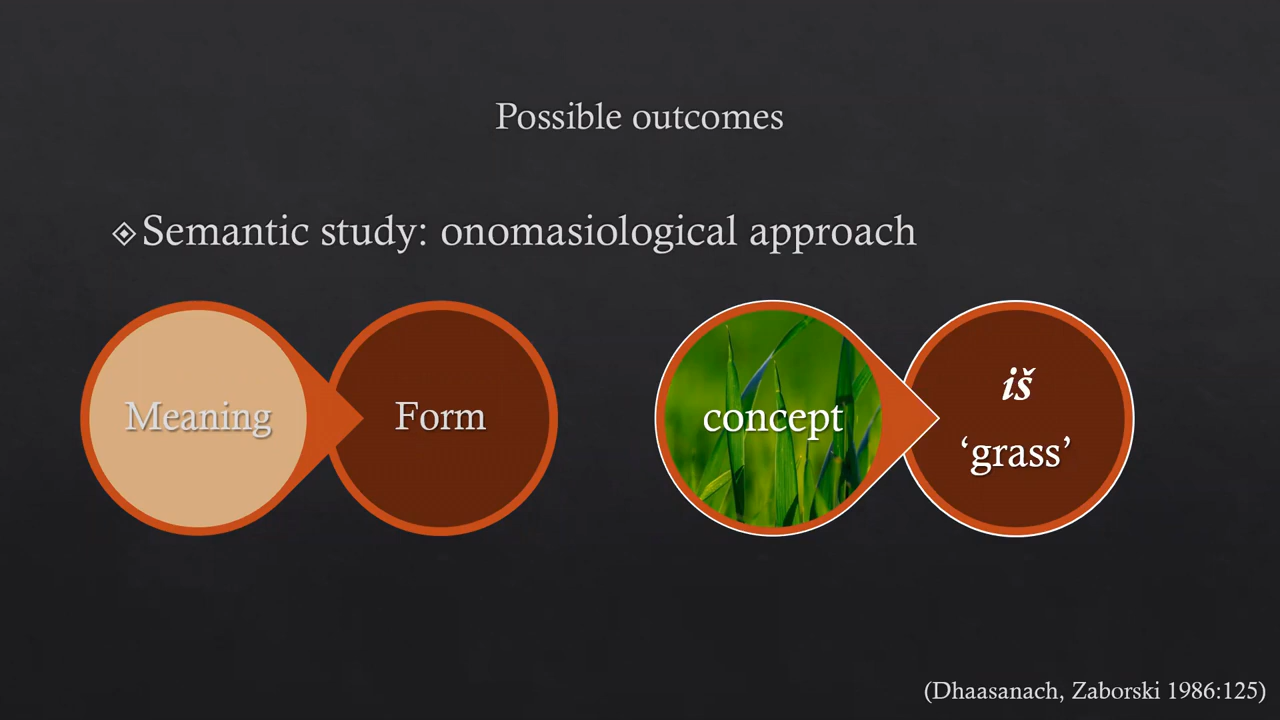 Possible outcomes
Semantic study: onomasiological approach
Meaning
Form
concept
iš
‘grass’
(Dhaasanach, Zaborski 1986:125)